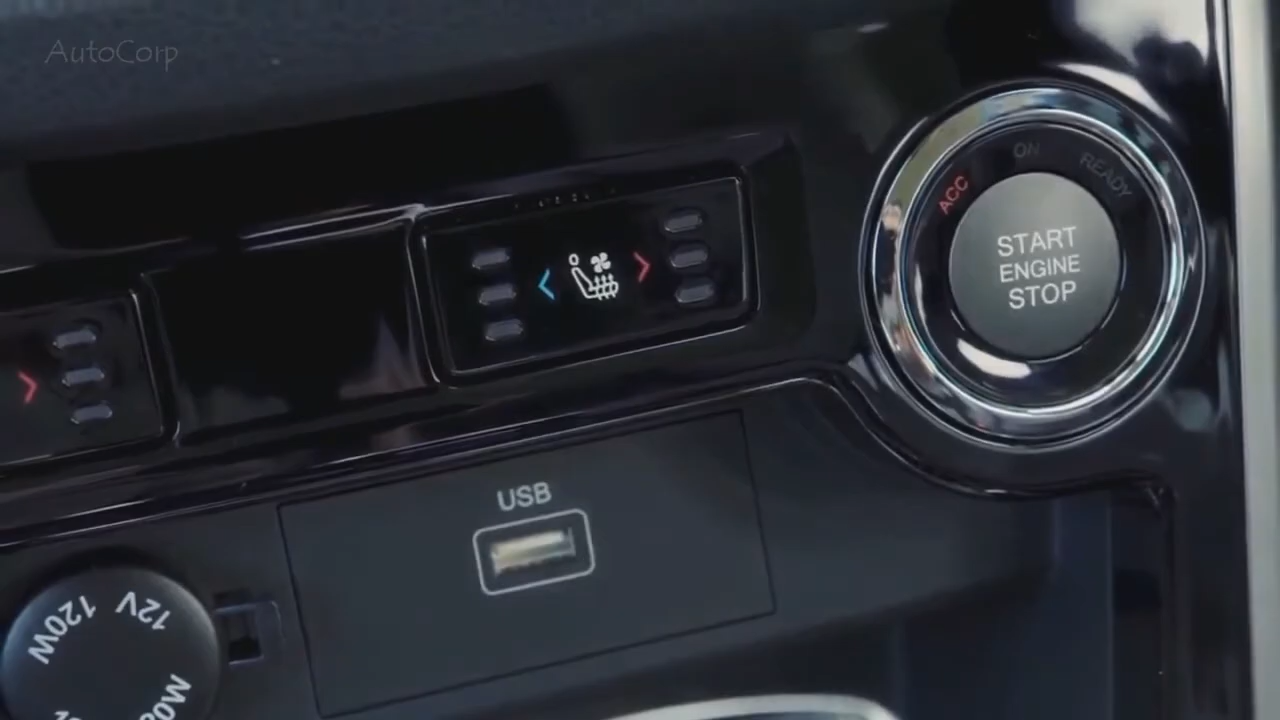 AutoCorp
ACC
ON
READY
START
ENGINE
STOP
USB
120W
12V